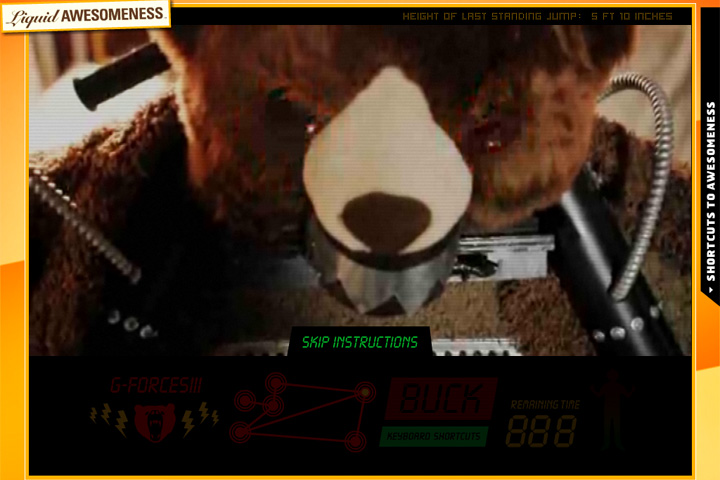 Liquid AWESOMENESS
HEIGHT OF LAST STANDING JUMP: 5 FT 10 INCHES
SHORTCUTS TO AWESOMENESS
SKIP INSTRUCTIONS
G-FORCES!!!
BUCK
KEYBOARD SHORTCUTS
REMAINING TIME
888